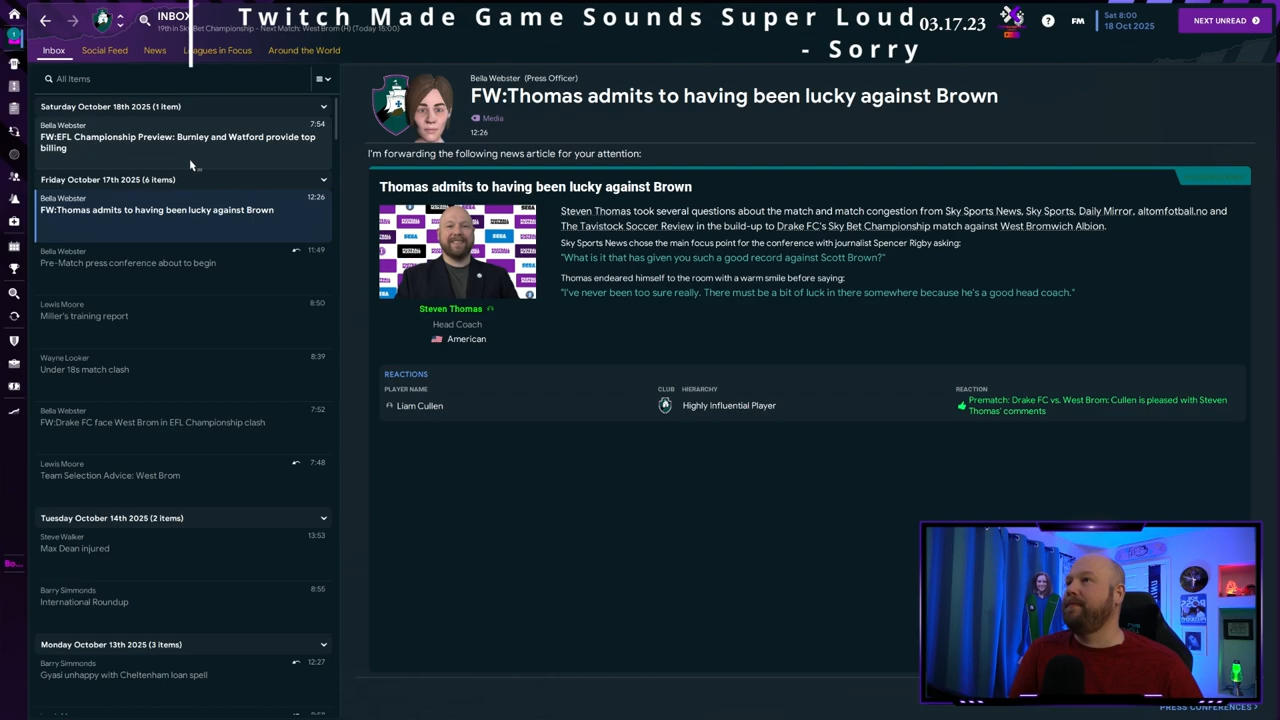 Twitch Made Game Sounds Super Loud
- Sorry
03.17.23
INBOX
19th in Sky Bet Championship - Next Match: West Brom (H) (Today 15:00)
FM
Sat 8:00
18 Oct 2025
NEXT UNREAD
Inbox
Social Feed
News
Leagues in Focus
Around the World
All Items
Saturday October 18th 2025 (1 item)
Bella Webster
7:54
FW:EFL Championship Preview: Burnley and Watford provide top
billing
Friday October 17th 2025 (6 items)
Bella Webster
12:26
FW:Thomas admits to having been lucky against Brown
Bella Webster
11:49
Pre-Match press conference about to begin
Lewis Moore
8:50
Miller's training report
Wayne Looker
8:39
Under 18s match clash
Bella Webster
7:52
FW:Drake FC face West Brom in EFL Championship clash
Lewis Moore
7:48
Team Selection Advice: West Brom
Tuesday October 14th 2025 (2 items)
Steve Walker
13:53
Max Dean injured
Barry Simmonds
8:55
International Roundup
Monday October 13th 2025 (3 items)
Barry Simmonds
12:27
Gyasi unhappy with Cheltenham loan spell
Bo...
Bella Webster (Press Officer)
FW:Thomas admits to having been lucky against Brown
Media
12:26
I'm forwarding the following news article for your attention:
Thomas admits to having been lucky against Brown
Steven Thomas took several questions about the match and match congestion from Sky Sports News, Sky Sports, Daily Mail, eltornfotball.no and
The Tavistock Soccer Review in the build-up to Drake FC's Sky Bet Championship match against West Bromwich Albion.
Sky Sports News chose the main focus point for the conference with journalist Spencer Rigby asking:
"What is it that has given you such a good record against Scott Brown?"
Thomas endeared himself to the room with a warm smile before saying:
"I've never been too sure really. There must be a bit of luck in there somewhere because he's a good head coach."
SEGA
Steven Thomas
Head Coach
American
REACTIONS
PLAYER NAME
CLUB
HIERARCHY
REACTION
Liam Cullen
Highly Influential Player
Prematch: Drake FC vs. West Brom: Cullen is pleased with Steven
Thomas' comments
PRESS CONFERENCES >